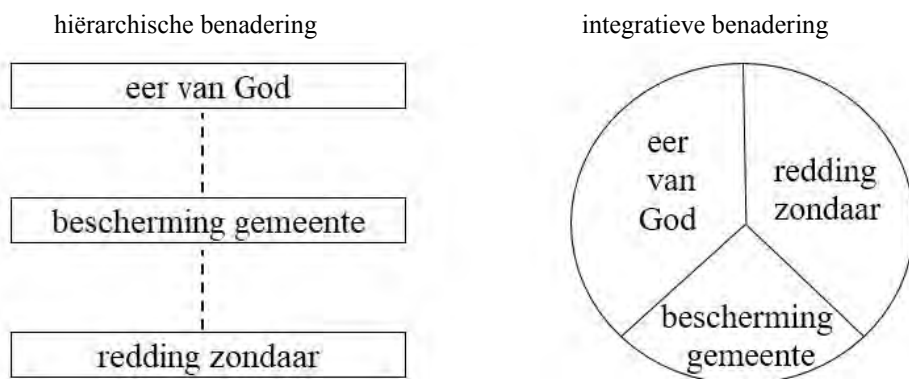 hiërarchische benadering
eer van God
bescherming gemeente
redding zondaar
integratieve benadering
eer
van
God
redding
zondaar
bescherming
gemeente